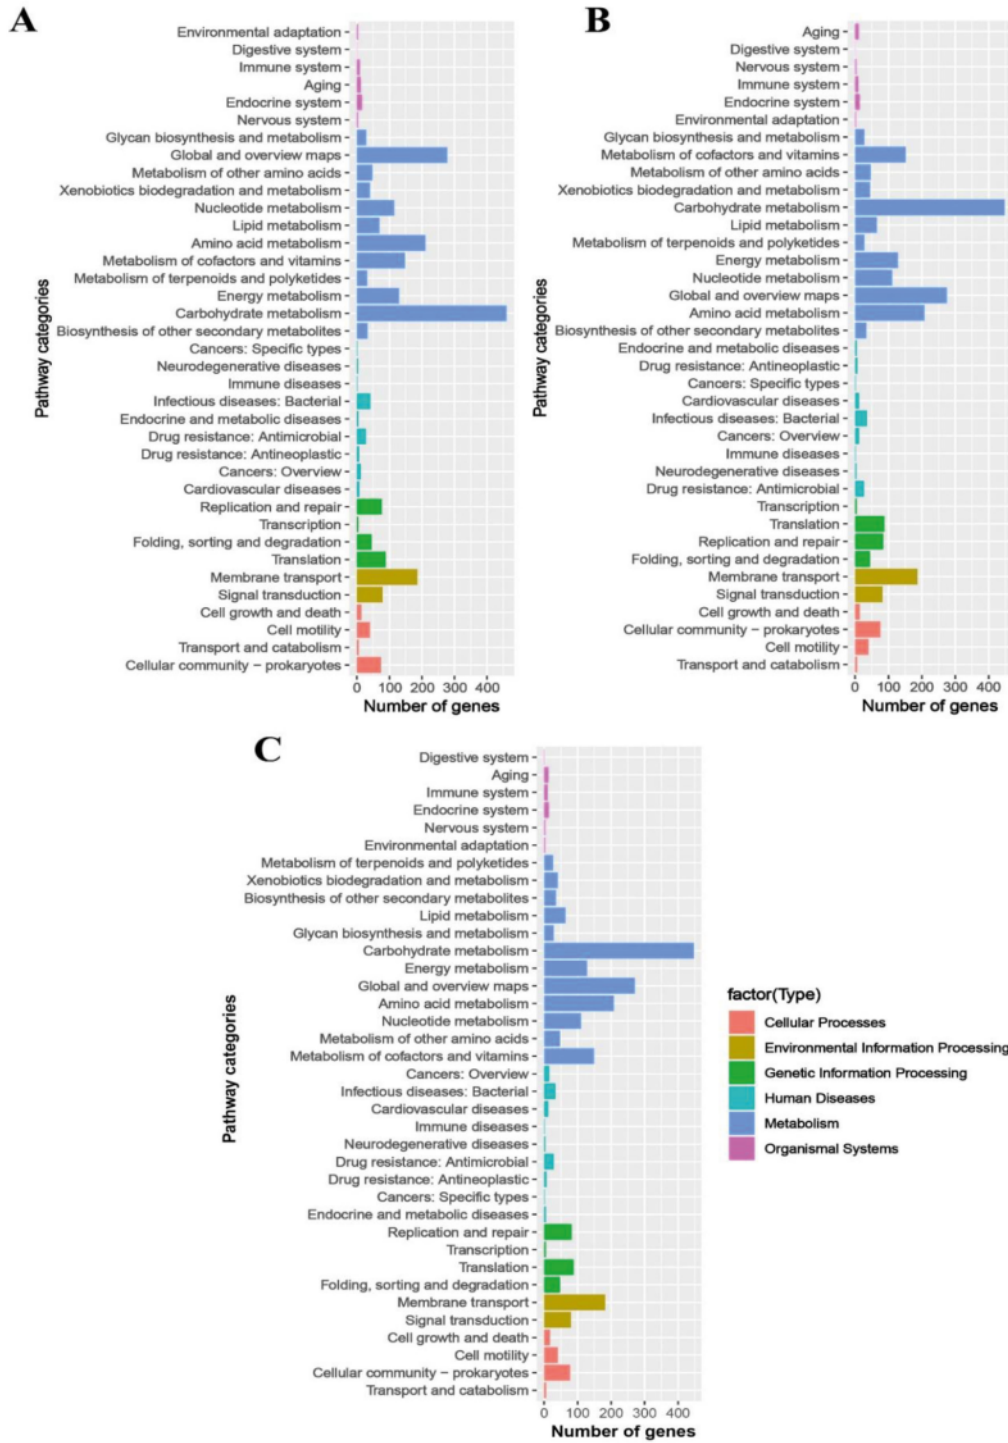 A
Environmental adaptation
Digestive system
Immune system
Aging
Endocrine system
Nervous system
Glycan biosynthesis and metabolism
Global and overview maps
Metabolism of other amino acids
Xenobiotics biodegradation and metabolism
Nucleotide metabolism
Lipid metabolism
Amino acid metabolism
Metabolism of cofactors and vitamins
Metabolism of terpenoids and polyketides
Energy metabolism
Carbohydrate metabolism
Biosynthesis of other secondary metabolites
Cancers: Specific types
Neurodegenerative diseases
Immune diseases
Infectious diseases: Bacterial
Endocrine and metabolic diseases
Drug resistance: Antimicrobial
Drug resistance: Antineoplastic
Cancers: Overview
Cardiovascular diseases
Replication and repair
Transcription
Folding, sorting and degradation
Translation
Membrane transport
Signal transduction
Cell growth and death
Cell motility
Transport and catabolism
Cellular community − prokaryotes
0 100 200 300 400
Number of genes
Pathway categories
B
Aging
Digestive system
Nervous system
Immune system
Endocrine system
Environmental adaptation
Glycan biosynthesis and metabolism
Metabolism of cofactors and vitamins
Metabolism of other amino acids
Xenobiotics biodegradation and metabolism
Carbohydrate metabolism
Lipid metabolism
Metabolism of terpenoids and polyketides
Energy metabolism
Nucleotide metabolism
Global and overview maps
Amino acid metabolism
Biosynthesis of other secondary metabolites
Endocrine and metabolic diseases
Drug resistance: Antineoplastic
Cancers: Specific types
Cardiovascular diseases
Infectious diseases: Bacterial
Cancers: Overview
Immune diseases
Neurodegenerative diseases
Drug resistance: Antimicrobial
Transcription
Translation
Replication and repair
Folding, sorting and degradation
Membrane transport
Signal transduction
Cell growth and death
Cellular community − prokaryotes
Cell motility
Transport and catabolism
0 100 200 300 400
Number of genes
Pathway categories
C
Digestive system
Aging
Immune system
Endocrine system
Nervous system
Environmental adaptation
Metabolism of terpenoids and polyketides
Xenobiotics biodegradation and metabolism
Biosynthesis of other secondary metabolites
Lipid metabolism
Glycan biosynthesis and metabolism
Carbohydrate metabolism
Energy metabolism
Global and overview maps
Amino acid metabolism
Nucleotide metabolism
Metabolism of other amino acids
Metabolism of cofactors and vitamins
Cancers: Overview
Infectious diseases: Bacterial
Cardiovascular diseases
Immune diseases
Neurodegenerative diseases
Drug resistance: Antimicrobial
Drug resistance: Antineoplastic
Cancers: Specific types
Endocrine and metabolic diseases
Replication and repair
Transcription
Translation
Folding, sorting and degradation
Membrane transport
Signal transduction
Cell growth and death
Cell motility
Cellular community − prokaryotes
Transport and catabolism
0 100 200 300 400
Number of genes
Pathway categories
factor(Type)
Cellular Processes
Environmental Information Processing
Genetic Information Processing
Human Diseases
Metabolism
Organismal Systems